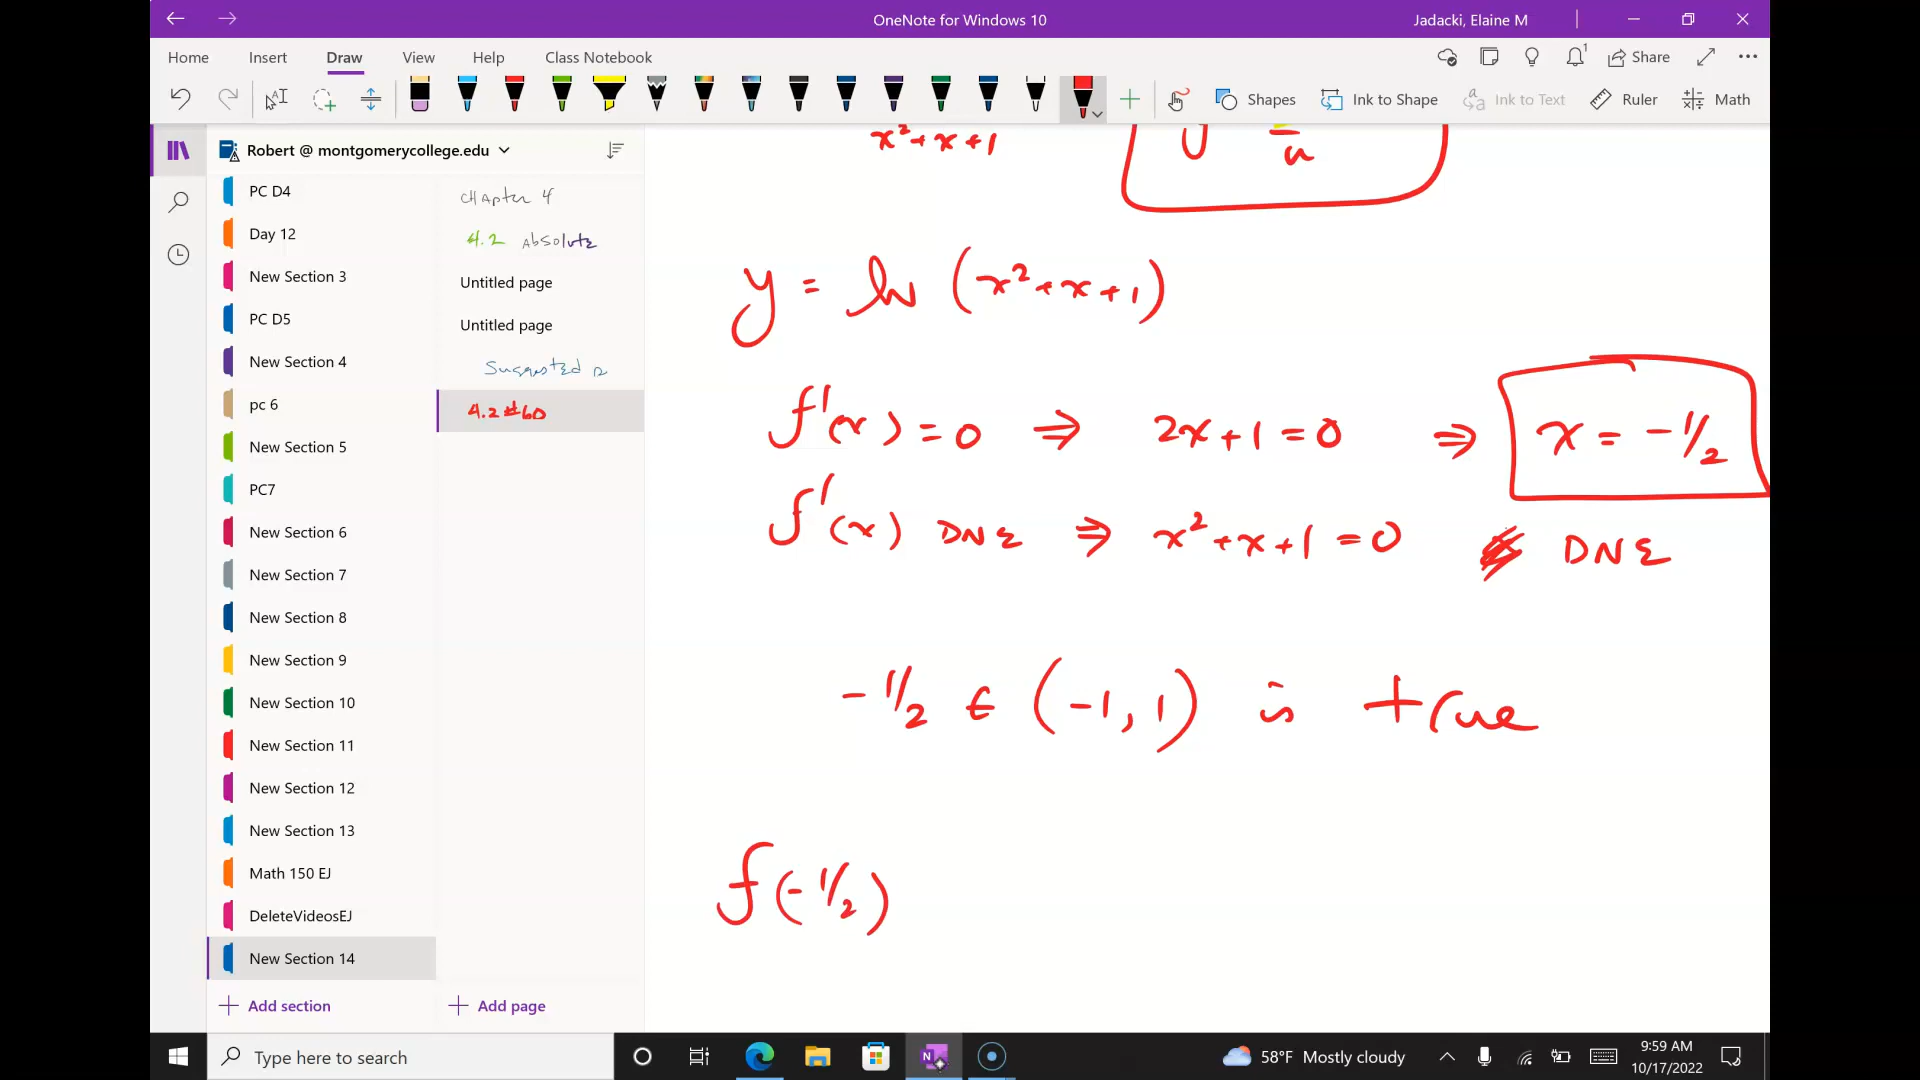 OneNote for Windows 10
Jadacki, Elaine M
Home Insert Draw View Help Class Notebook
1
Share
Shapes Ink to Shape Ink to Text Ruler Math
Robert @ montgomerycollege.edu
PC D4
Day 12
New Section 3
PC D5
New Section 4
pc 6
New Section 5
PC7
New Section 6
New Section 7
New Section 8
New Section 9
New Section 10
New Section 11
New Section 12
New Section 13
Math 150 EJ
DeleteVideosEJ
New Section 14
Add section
CHApter 4
4.2 Absolute
Untitled page
Untitled page
Suggested
4.2 #60
Add page
x²+x+1
u
y = ln (x²+x+1)
f'(x) = 0 ⇒ 2x+1=0 ⇒ x = -1/2
f'(x) DNE ⇒ x²+x+1=0 DNE
-1/2 ∈ (-1, 1) is true
f(-1/2)
Type here to search
58°F Mostly cloudy
9:59 AM
10/17/2022